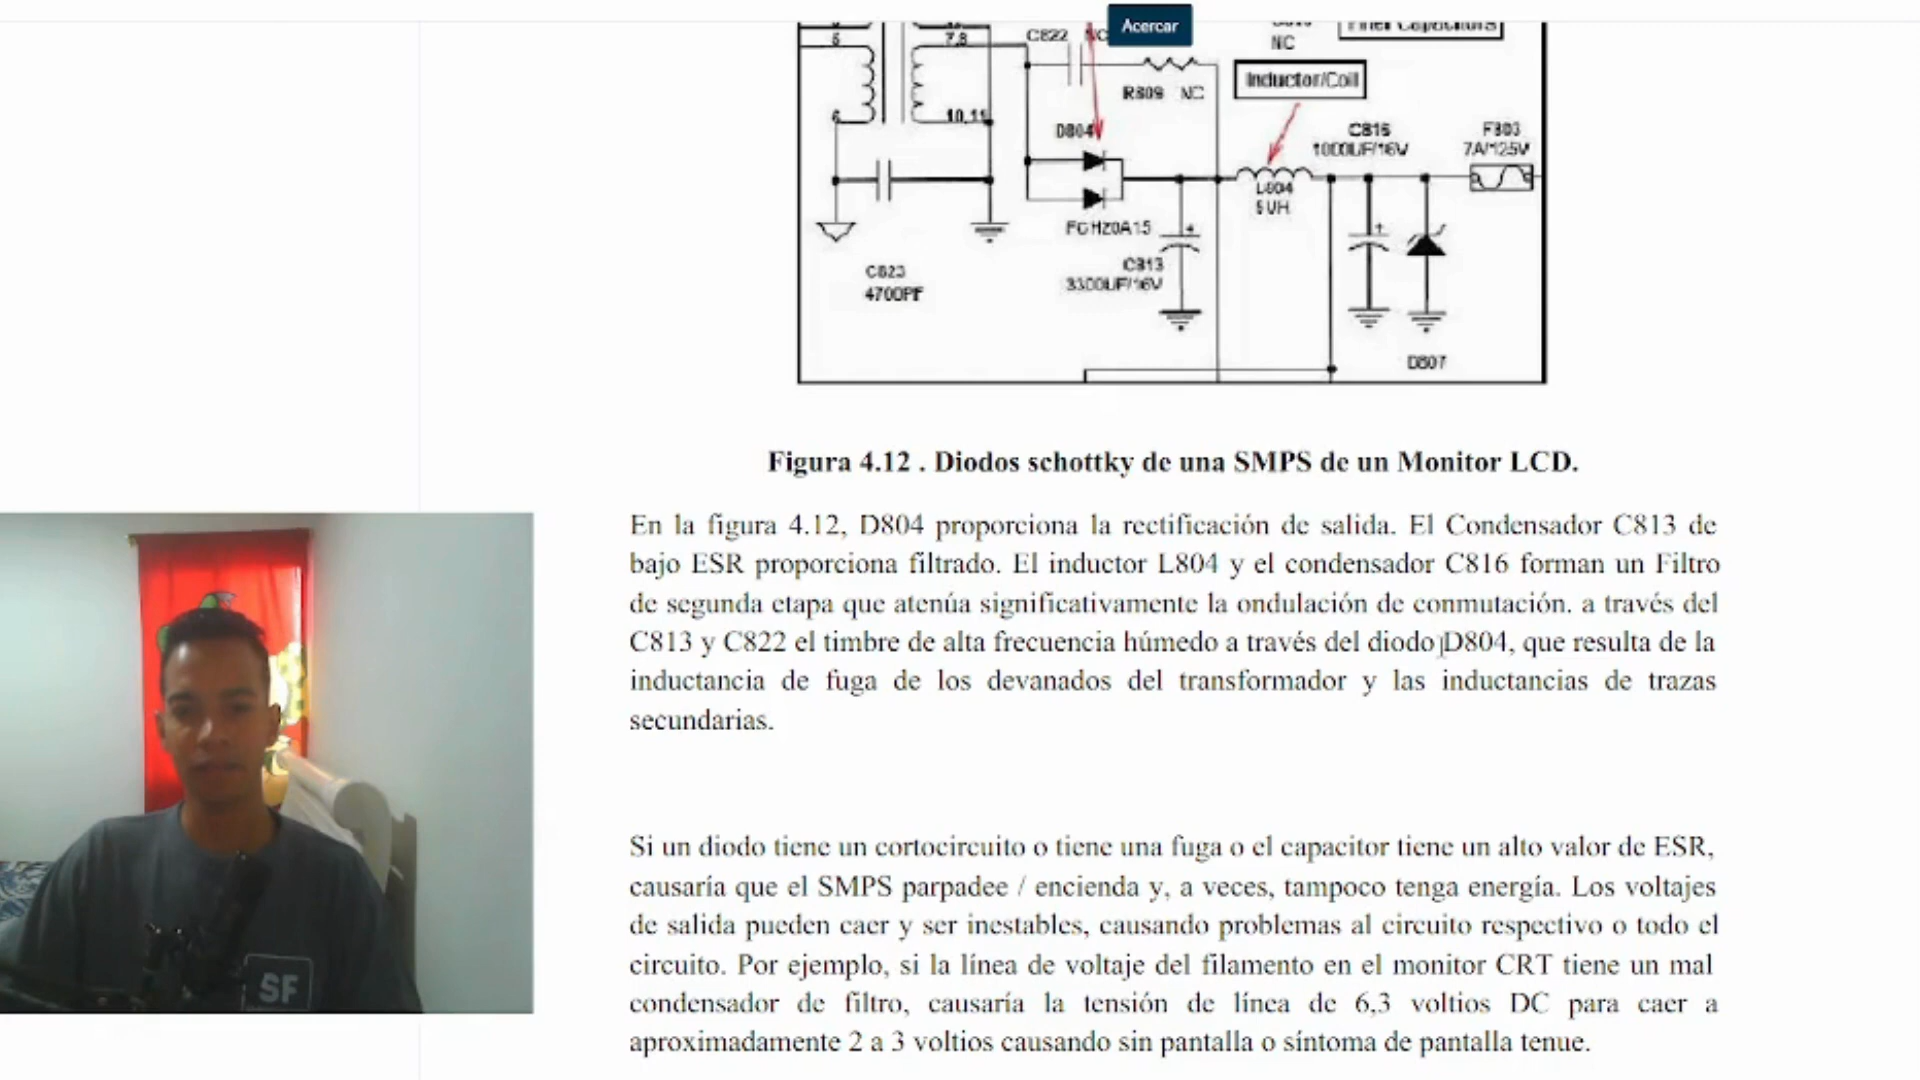 Acercar
5
7,8
C822
NC
NC
Inductor/Coil
R809 NC
6
10,11
D804
C816
1000UF/16V
F803
7A/125V
L804
5UH
FCH20A15
C813
3300UF/16V
C823
4700PF
D807
Figura 4.12 . Diodos schottky de una SMPS de un Monitor LCD.
En la figura 4.12, D804 proporciona la rectificación de salida. El Condensador C813 de
bajo ESR proporciona filtrado. El inductor L804 y el condensador C816 forman un Filtro
de segunda etapa que atenúa significativamente la ondulación de conmutación. a través del
C813 y C822 el timbre de alta frecuencia húmedo a través del diodo D804, que resulta de la
inductancia de fuga de los devanados del transformador y las inductancias de trazas
secundarias.
Si un diodo tiene un cortocircuito o tiene una fuga o el capacitor tiene un alto valor de ESR,
causaría que el SMPS parpadee / encienda y, a veces, tampoco tenga energía. Los voltajes
de salida pueden caer y ser inestables, causando problemas al circuito respectivo o todo el
circuito. Por ejemplo, si la línea de voltaje del filamento en el monitor CRT tiene un mal
condensador de filtro, causaría la tensión de línea de 6,3 voltios DC para caer a
aproximadamente 2 a 3 voltios causando sin pantalla o síntoma de pantalla tenue.
SF